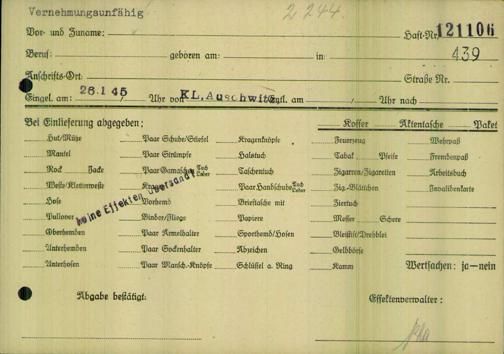 Vernehmungsunfähig
Vor- und Zuname: Haft-Nr. 121106
Beruf: geboren am: in: 439
Anschrifts-Ort: Straße Nr.
Eingel. am: 26.1.45 Uhr von KL. Auschwitz Entl. am: Uhr nach
Bei Einlieferung abgegeben: Koffer Aktentasche Paket
Hut/Mütze Paar Schuhe/Stiefel Kragenknöpfe Feuerzeug Wehrpaß
Mantel Paar Strümpfe Halstuch Tabak Pfeife Fremdenpaß
Rock Jacke Paar Gamaschen Tuch Leder Taschentuch Zigarren/Zigaretten Arbeitsbuch
Weste/Kletterweste Kragen Paar Handschuhe Tuch Leder Zig-Blättchen Invalidenkarte
Hose Vorhemd Brieftasche mit Ziertuch
Pullover Binder/Fliege Papiere Messer Schere
Oberhemden Paar Ärmelhalter Sporthemd/Hosen Bleistift/Drehblei
Unterhemden Paar Sockenhalter Abzeichen Geldbörse
Unterhosen Paar Mansch.-Knöpfe Schlüssel a. Ring Kamm Wertsachen: ja—nein
keine Effekten übersandt
Abgabe bestätigt: Effektenverwalter: